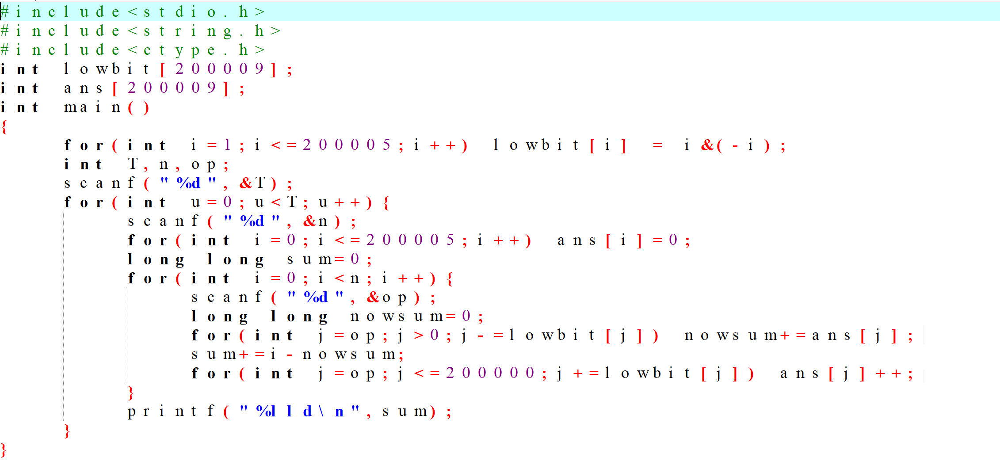 #include<stdio.h>
#include<string.h>
#include<ctype.h>
int lowbit[200009];
int ans[200009];
int main()
{
    for(int i=1;i<=200005;i++) lowbit[i] = i&(-i);
    int T,n,op;
    scanf("%d",&T);
    for(int u=0;u<T;u++){
        scanf("%d",&n);
        for(int i=0;i<=200005;i++) ans[i]=0;
        long long sum=0;
        for(int i=0;i<n;i++){
            scanf("%d",&op);
            long long nowsum=0;
            for(int j=op;j>0;j-=lowbit[j]) nowsum+=ans[j];
            sum+=i-nowsum;
            for(int j=op;j<=200000;j+=lowbit[j]) ans[j]++;
        }
        printf("%lld\n",sum);
    }
}